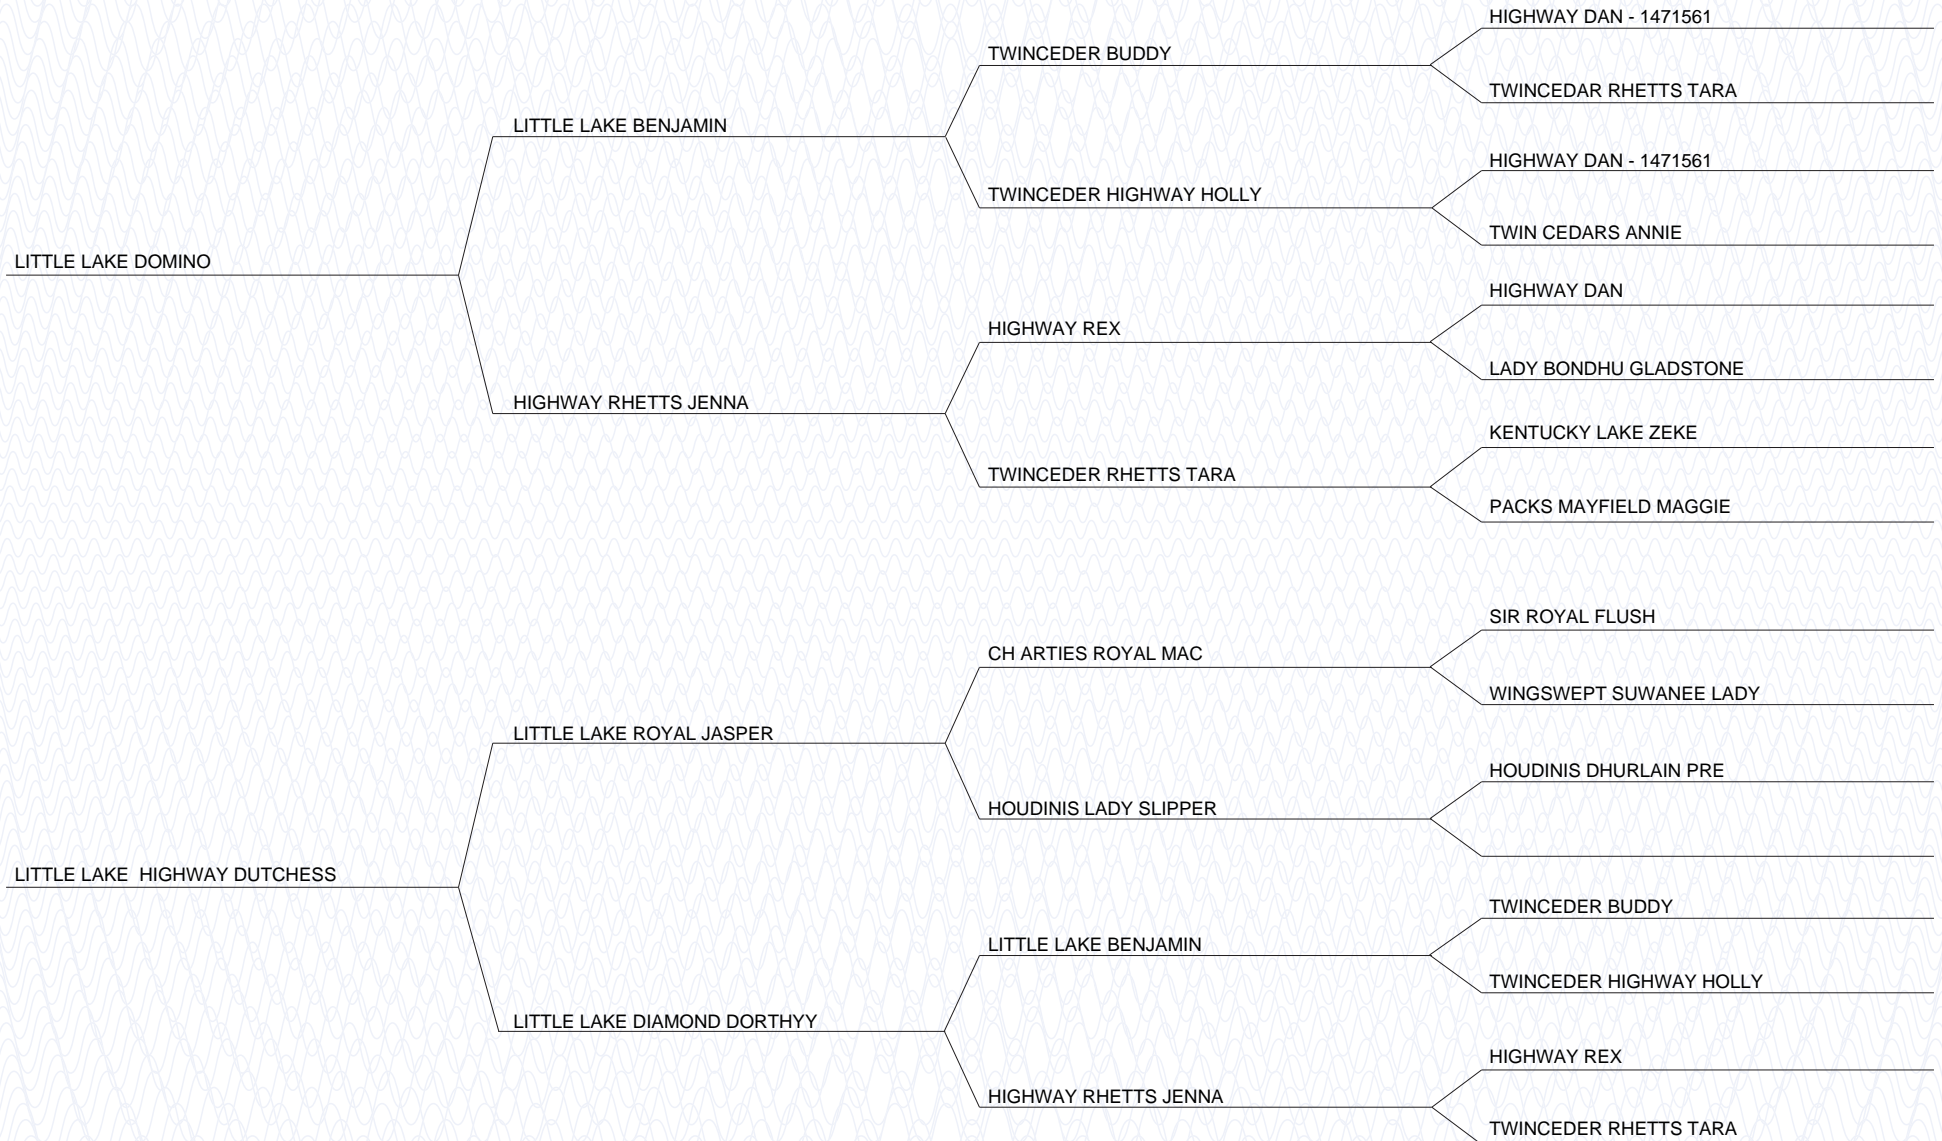 HIGHWAY DAN - 1471561
TWINCEDER BUDDY
TWINCEDAR RHETTS TARA
LITTLE LAKE BENJAMIN
HIGHWAY DAN - 1471561
TWINCEDER HIGHWAY HOLLY
TWIN CEDARS ANNIE
LITTLE LAKE DOMINO
HIGHWAY DAN
HIGHWAY REX
LADY BONDHU GLADSTONE
HIGHWAY RHETTS JENNA
KENTUCKY LAKE ZEKE
TWINCEDER RHETTS TARA
PACKS MAYFIELD MAGGIE
SIR ROYAL FLUSH
CH ARTIES ROYAL MAC
WINGSWEPT SUWANEE LADY
LITTLE LAKE ROYAL JASPER
HOUDINIS DHURLAIN PRE
HOUDINIS LADY SLIPPER
LITTLE LAKE  HIGHWAY DUTCHESS
TWINCEDER BUDDY
LITTLE LAKE BENJAMIN
TWINCEDER HIGHWAY HOLLY
LITTLE LAKE DIAMOND DORTHYY
HIGHWAY REX
HIGHWAY RHETTS JENNA
TWINCEDER RHETTS TARA